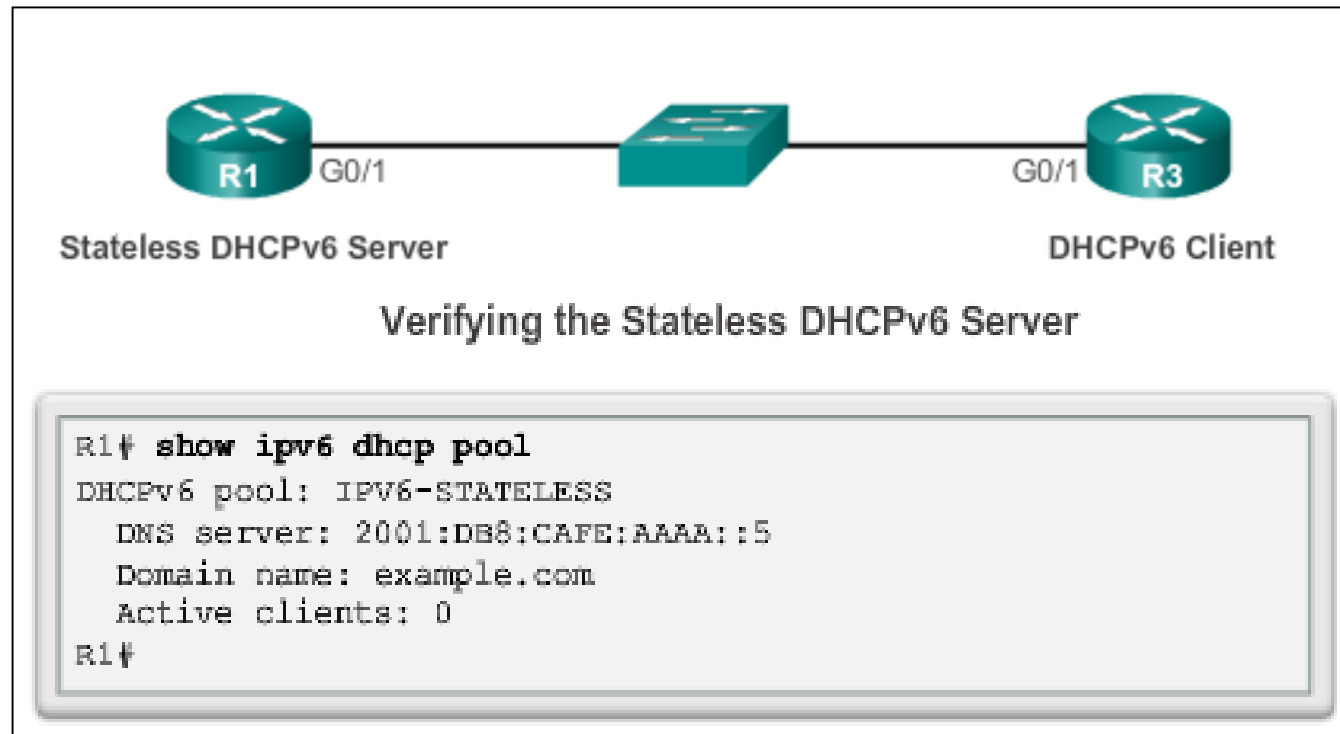 R1
G0/1
G0/1
R3
Stateless DHCPv6 Server
DHCPv6 Client
Verifying the Stateless DHCPv6 Server
R1# show ipv6 dhcp pool
DHCPv6 pool: IPV6-STATELESS
DNS server: 2001:DB8:CAFE:AAAA::5
Domain name: example.com
Active clients: 0
R1#